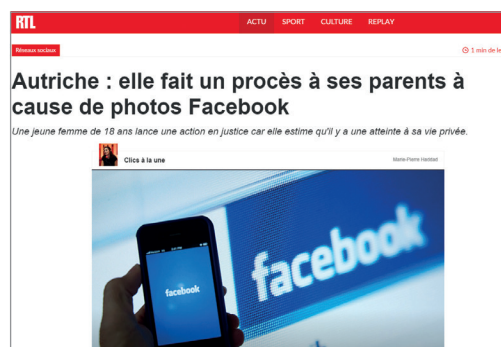 RTL
ACTU SPORT CULTURE REPLAY
Réseaux sociaux
1 min de le
Autriche : elle fait un procès à ses parents à
cause de photos Facebook
Une jeune femme de 18 ans lance une action en justice car elle estime qu'il y a une atteinte à sa vie privée.
Clics à la une
Marie-Pierre Haddad
facebook
facebook